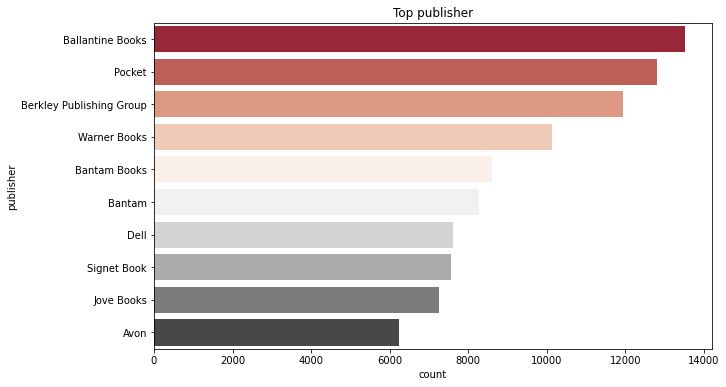 Top publisher
Ballantine Books
Pocket
Berkley Publishing Group
Warner Books
Bantam Books
Bantam
Dell
Signet Book
Jove Books
Avon
publisher
0 2000 4000 6000 8000 10000 12000 14000
count